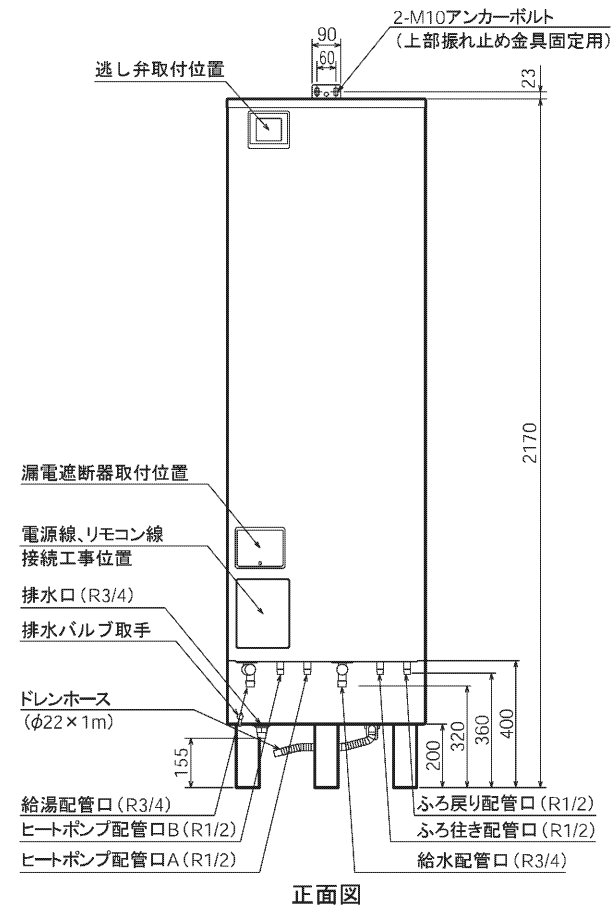 2-M10アンカーボルト
(上部振れ止め金具固定用)
90
60
23
逃し弁取付位置
2170
漏電遮断器取付位置
電源線、リモコン線
接続工事位置
排水口(R3/4)
排水バルブ取手
ドレンホース
(φ22×1m)
155
200
320
360
400
給湯配管口(R3/4)
ヒートポンプ配管口B(R1/2)
ヒートポンプ配管口A(R1/2)
ふろ戻り配管口(R1/2)
ふろ往き配管口(R1/2)
給水配管口(R3/4)
正面図